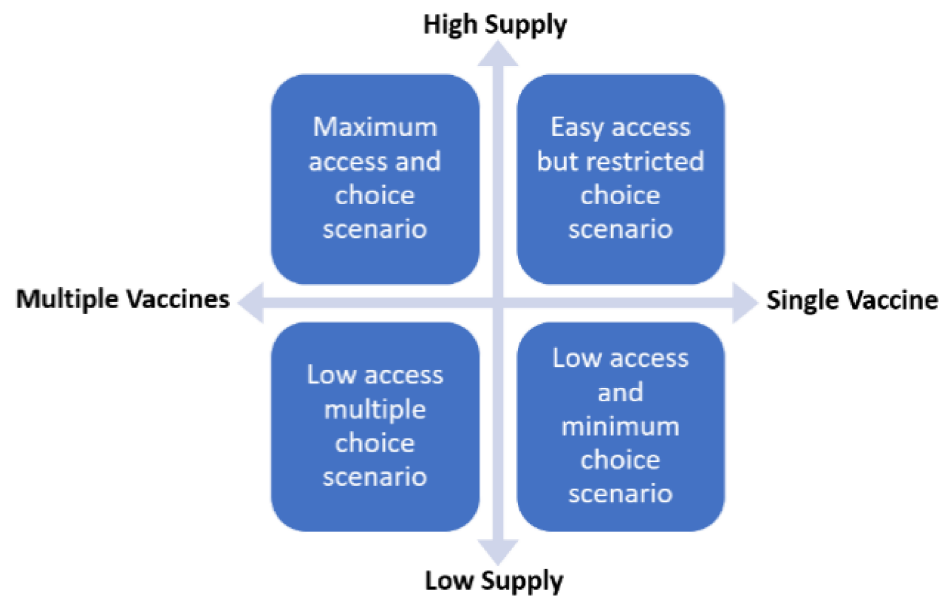 High Supply
Maximum
access and
choice
scenario
Easy access
but restricted
choice
scenario
Multiple Vaccines
Single Vaccine
Low access
multiple
choice
scenario
Low access
and
minimum
choice
scenario
Low Supply